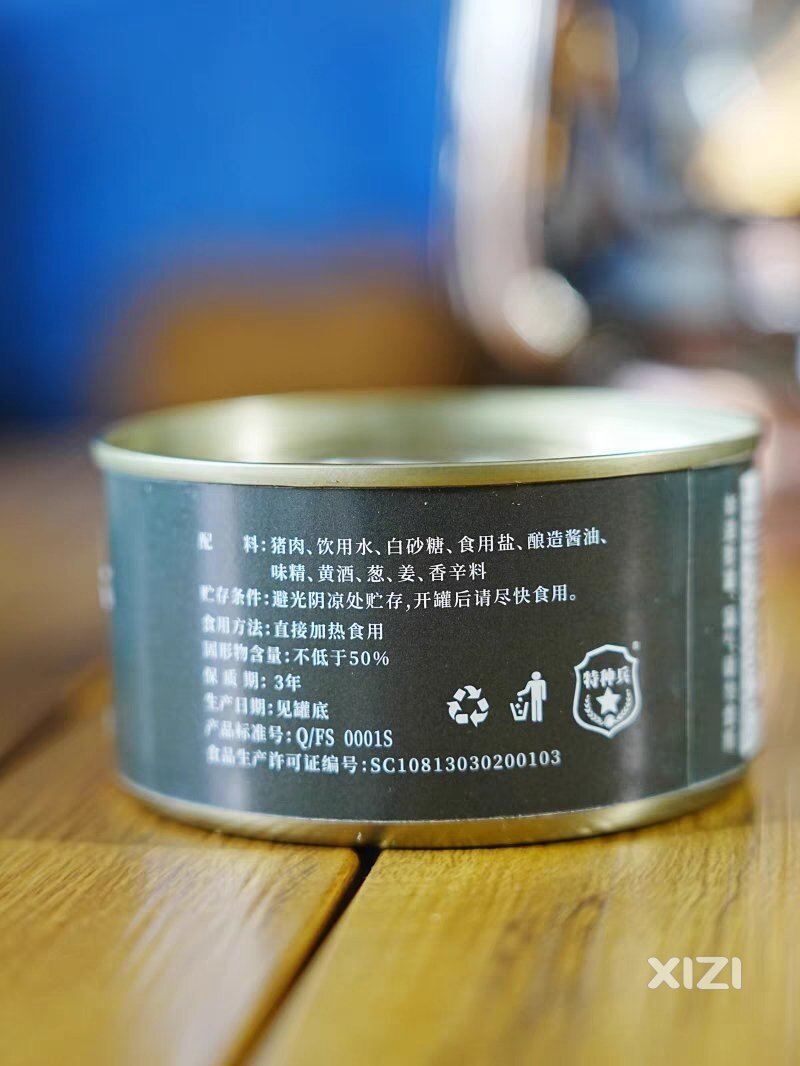 配　料:猪肉、饮用水、白砂糖、食用盐、酿造酱油、
味精、黄酒、葱、姜、香辛料
贮存条件:避光阴凉处贮存,开罐后请尽快食用。
食用方法:直接加热食用
固形物含量:不低于50%
保质期: 3年
生产日期:见罐底
产品标准号:Q/FS 0001S
食品生产许可证编号:SC10813030200103
特种兵
XIZI